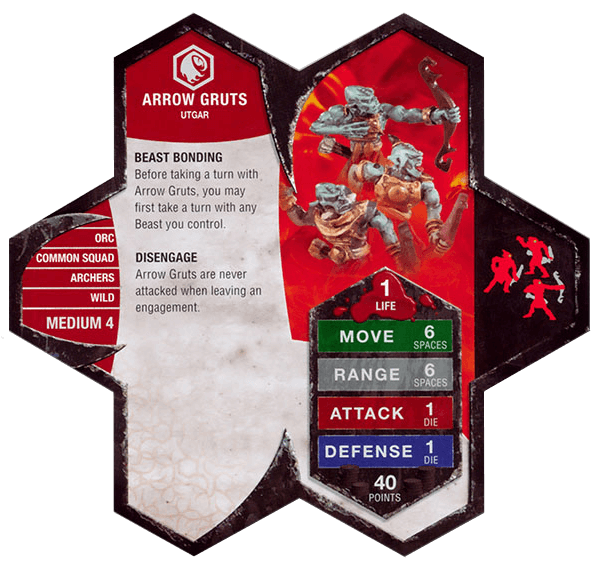 ARROW GRUTS
UTGAR
BEAST BONDING
Before taking a turn with
Arrow Gruts, you may
first take a turn with any
Beast you control.
DISENGAGE
Arrow Gruts are never
attacked when leaving an
engagement.
ORC
COMMON SQUAD
ARCHERS
WILD
MEDIUM 4
1
LIFE
MOVE 6
SPACES
RANGE 6
SPACES
ATTACK 1
DIE
DEFENSE 1
DIE
40
POINTS